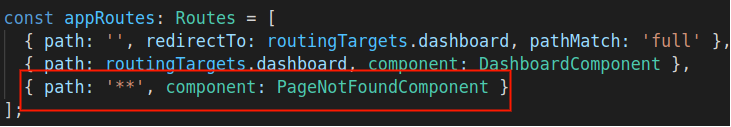 const appRoutes: Routes = [
{ path: '', redirectTo: routingTargets.dashboard, pathMatch: 'full' },
{ path: routingTargets.dashboard, component: DashboardComponent },
{ path: '**', component: PageNotFoundComponent }
];